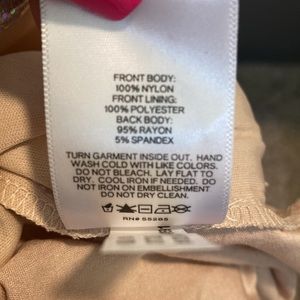 FRONT BODY:
100% NYLON
FRONT LINING:
100% POLYESTER
BACK BODY:
95% RAYON
5% SPANDEX
TURN GARMENT INSIDE OUT. HAND
WASH COLD WITH LIKE COLORS.
DO NOT BLEACH. LAY FLAT TO
DRY. COOL IRON IF NEEDED. DO
NOT IRON ON EMBELLISHMENT
DO NOT DRY CLEAN.
RN# 55285